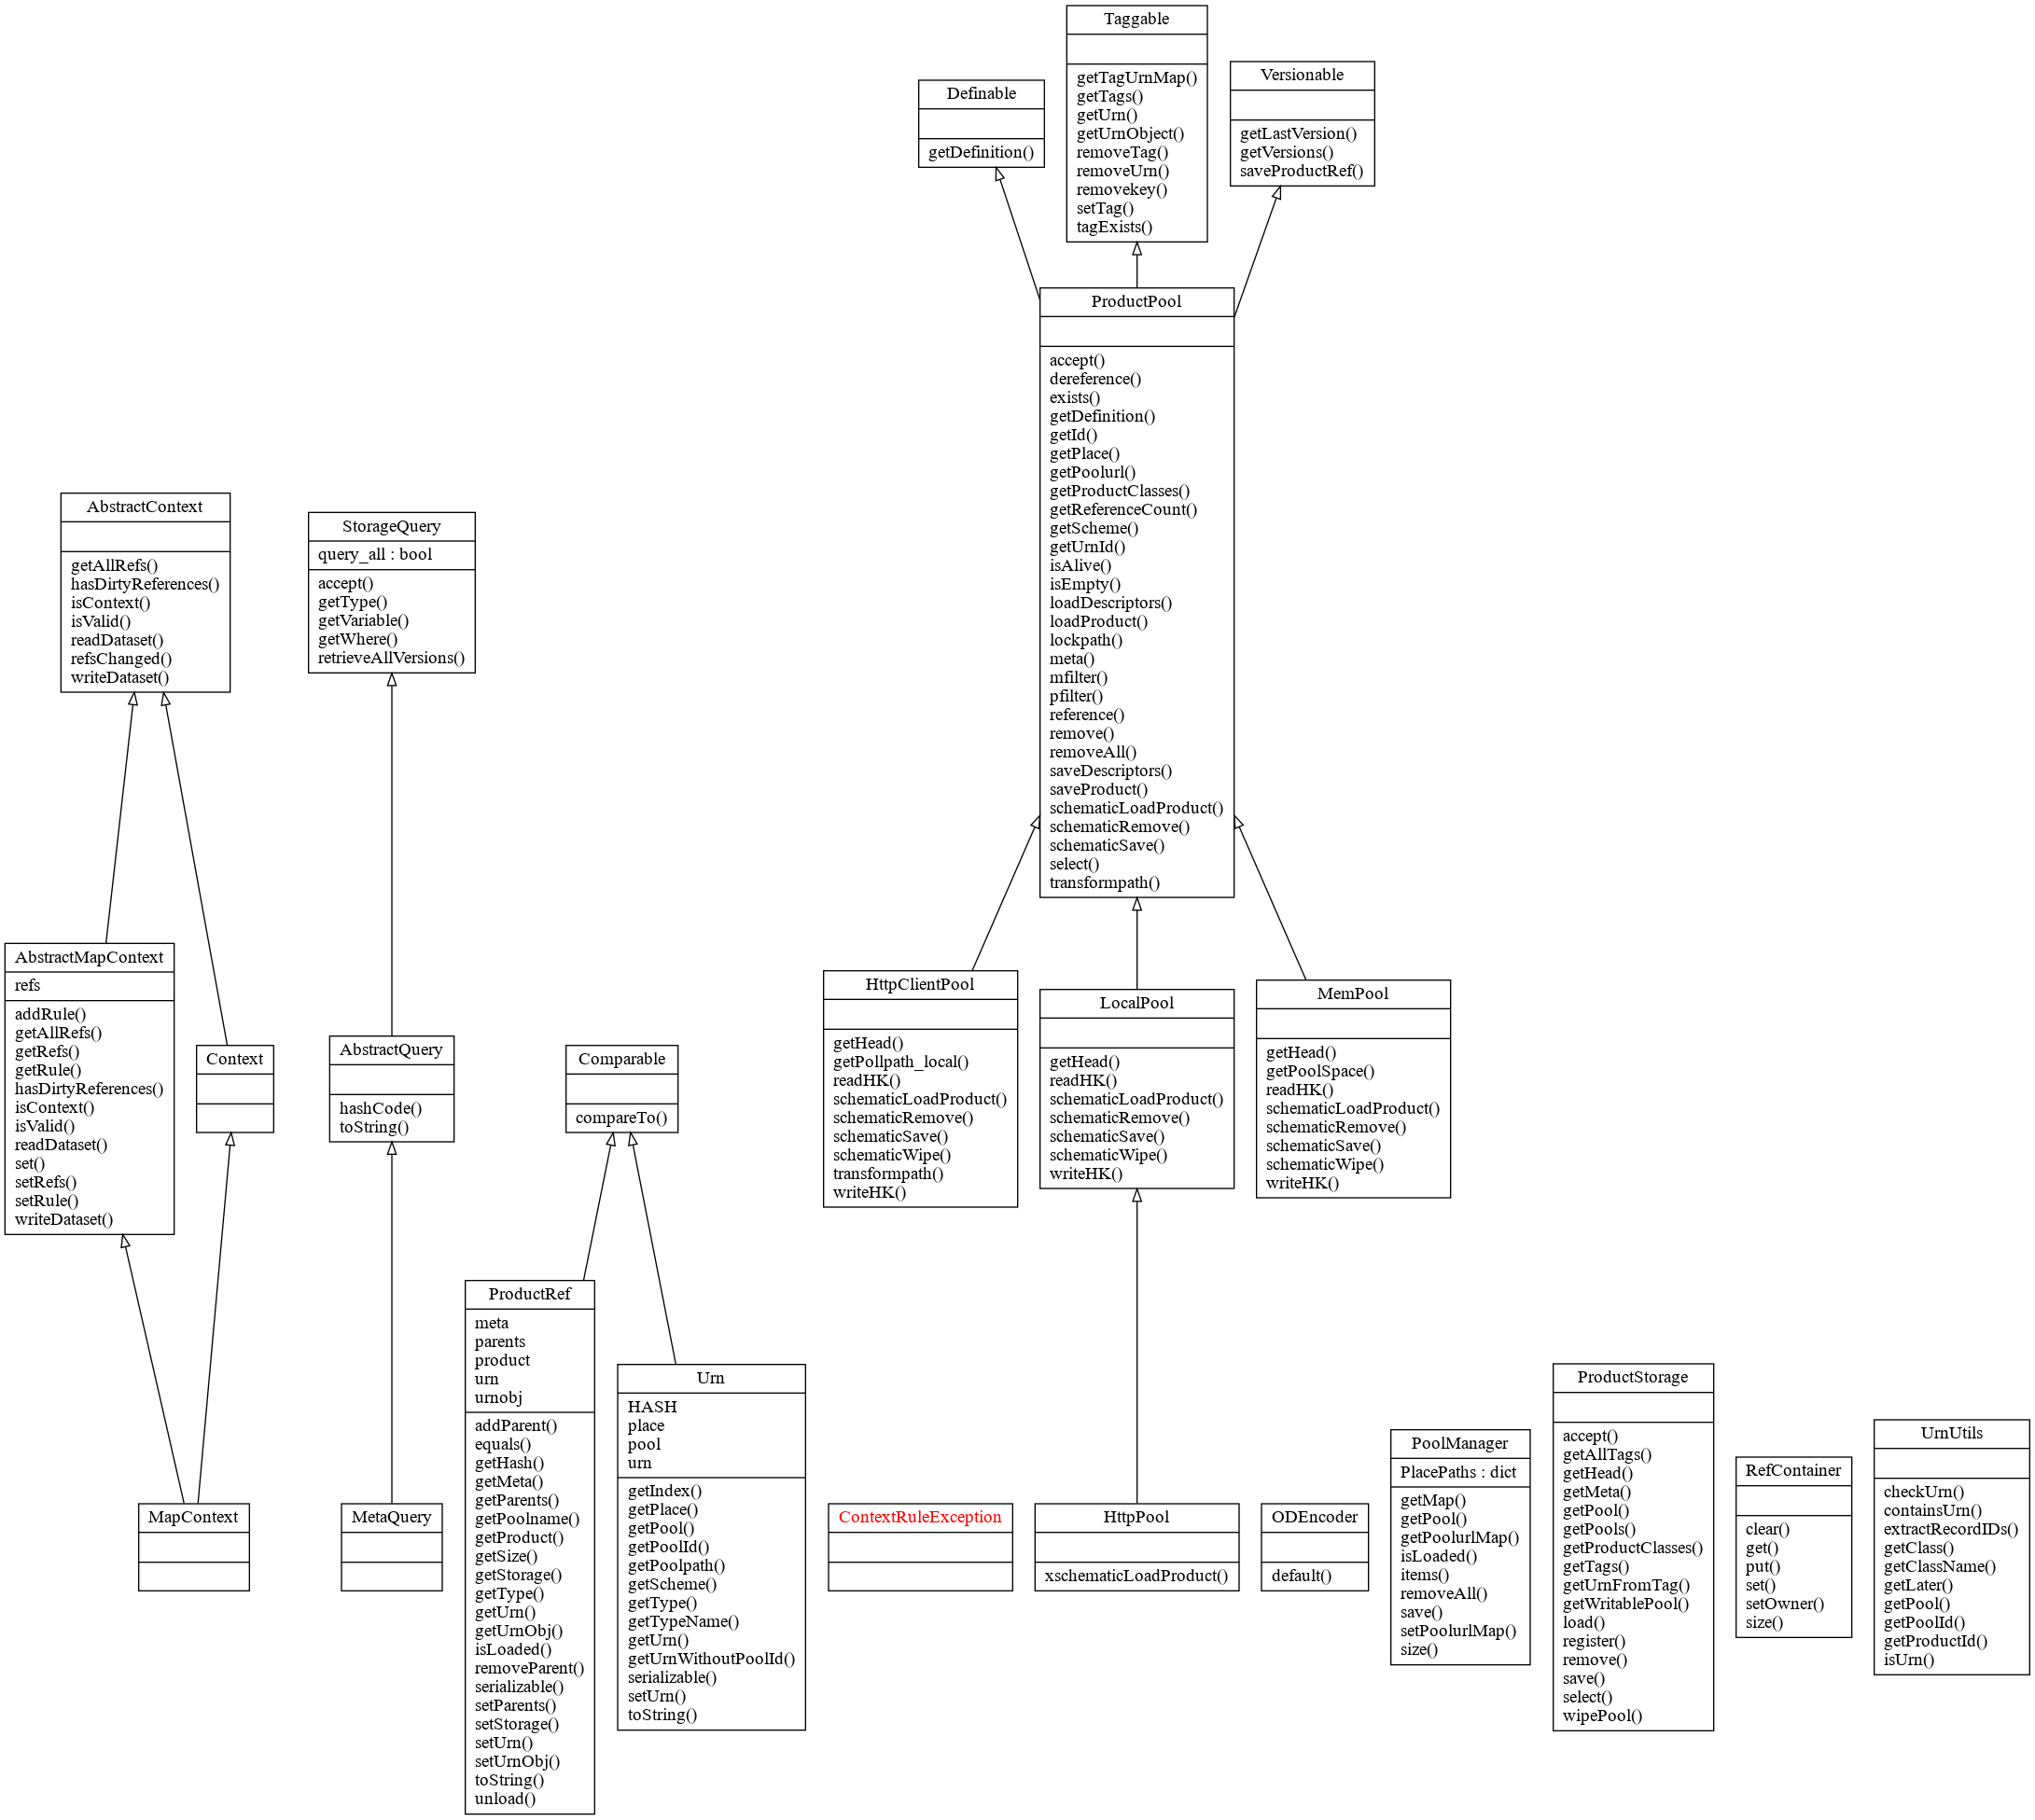 Taggable
getTagUrnMap()
getTags()
getUrn()
getUrnObject()
removeTag()
removeUrn()
removekey()
setTag()
tagExists()
Definable
getDefinition()
Versionable
getLastVersion()
getVersions()
saveProductRef()
ProductPool
accept()
dereference()
exists()
getDefinition()
getId()
getPlace()
getPoolurl()
getProductClasses()
getReferenceCount()
getScheme()
getUrnId()
isAlive()
isEmpty()
loadDescriptors()
loadProduct()
lockpath()
meta()
mfilter()
pfilter()
reference()
remove()
removeAll()
saveDescriptors()
saveProduct()
schematicLoadProduct()
schematicRemove()
schematicSave()
select()
transformpath()
AbstractContext
getAllRefs()
hasDirtyReferences()
isContext()
isValid()
readDataset()
refsChanged()
writeDataset()
StorageQuery
query_all : bool
accept()
getType()
getVariable()
getWhere()
retrieveAllVersions()
AbstractMapContext
refs
addRule()
getAllRefs()
getRefs()
getRule()
hasDirtyReferences()
isContext()
isValid()
readDataset()
set()
setRefs()
setRule()
writeDataset()
Context
AbstractQuery
hashCode()
toString()
Comparable
compareTo()
HttpClientPool
getHead()
getPollpath_local()
readHK()
schematicLoadProduct()
schematicRemove()
schematicSave()
schematicWipe()
transformpath()
writeHK()
LocalPool
getHead()
readHK()
schematicLoadProduct()
schematicRemove()
schematicSave()
schematicWipe()
writeHK()
MemPool
getHead()
getPoolSpace()
readHK()
schematicLoadProduct()
schematicRemove()
schematicSave()
schematicWipe()
writeHK()
MapContext
MetaQuery
ProductRef
meta
parents
product
urn
urnobj
addParent()
equals()
getHash()
getMeta()
getParents()
getPoolname()
getProduct()
getSize()
getStorage()
getType()
getUrn()
getUrnObj()
isLoaded()
removeParent()
serializable()
setParents()
setStorage()
setUrn()
setUrnObj()
toString()
unload()
Urn
HASH
place
pool
urn
getIndex()
getPlace()
getPool()
getPoolId()
getPoolpath()
getScheme()
getType()
getTypeName()
getUrn()
getUrnWithoutPoolId()
serializable()
setUrn()
toString()
ContextRuleException
HttpPool
xschematicLoadProduct()
ODEncoder
default()
PoolManager
PlacePaths : dict
getMap()
getPool()
getPoolurlMap()
isLoaded()
items()
removeAll()
save()
setPoolurlMap()
size()
ProductStorage
accept()
getAllTags()
getHead()
getMeta()
getPool()
getPools()
getProductClasses()
getTags()
getUrnFromTag()
getWritablePool()
load()
register()
remove()
save()
select()
wipePool()
RefContainer
clear()
get()
put()
set()
setOwner()
size()
UrnUtils
checkUrn()
containsUrn()
extractRecordIDs()
getClass()
getClassName()
getLater()
getPool()
getPoolId()
getProductId()
isUrn()